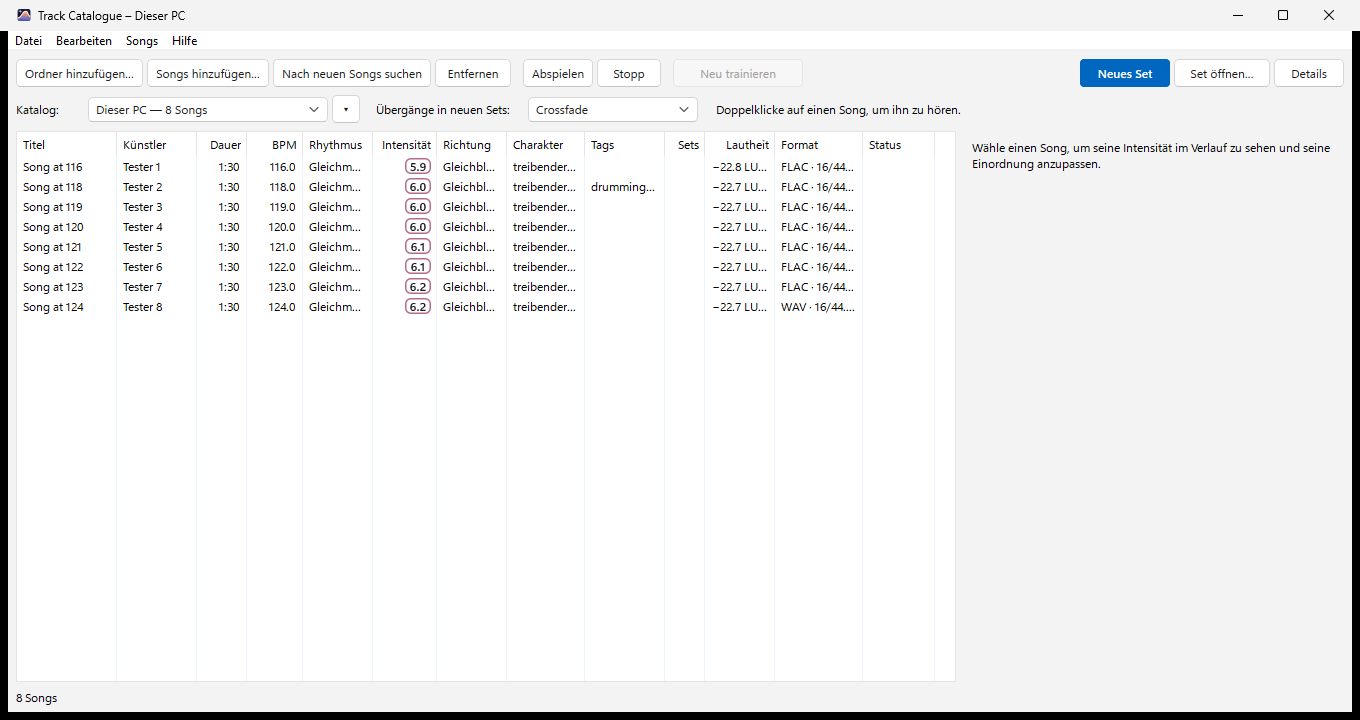 Track Catalogue – Dieser PC
Datei Bearbeiten Songs Hilfe
Ordner hinzufügen... Songs hinzufügen... Nach neuen Songs suchen Entfernen Abspielen Stopp Neu trainieren Neues Set Set öffnen... Details
Katalog: Dieser PC — 8 Songs Übergänge in neuen Sets: Crossfade Doppelklicke auf einen Song, um ihn zu hören.
Titel Künstler Dauer BPM Rhythmus Intensität Richtung Charakter Tags Sets Lautheit Format Status
Song at 116 Tester 1 1:30 116.0 Gleichm... 5.9 Gleichbl... treibender... −22.8 LU... FLAC · 16/44...
Song at 118 Tester 2 1:30 118.0 Gleichm... 6.0 Gleichbl... treibender... drumming... −22.7 LU... FLAC · 16/44...
Song at 119 Tester 3 1:30 119.0 Gleichm... 6.0 Gleichbl... treibender... −22.7 LU... FLAC · 16/44...
Song at 120 Tester 4 1:30 120.0 Gleichm... 6.0 Gleichbl... treibender... −22.7 LU... FLAC · 16/44...
Song at 121 Tester 5 1:30 121.0 Gleichm... 6.1 Gleichbl... treibender... −22.7 LU... FLAC · 16/44...
Song at 122 Tester 6 1:30 122.0 Gleichm... 6.1 Gleichbl... treibender... −22.7 LU... FLAC · 16/44...
Song at 123 Tester 7 1:30 123.0 Gleichm... 6.2 Gleichbl... treibender... −22.7 LU... FLAC · 16/44...
Song at 124 Tester 8 1:30 124.0 Gleichm... 6.2 Gleichbl... treibender... −22.7 LU... WAV · 16/44....
Wähle einen Song, um seine Intensität im Verlauf zu sehen und seine
Einordnung anzupassen.
8 Songs